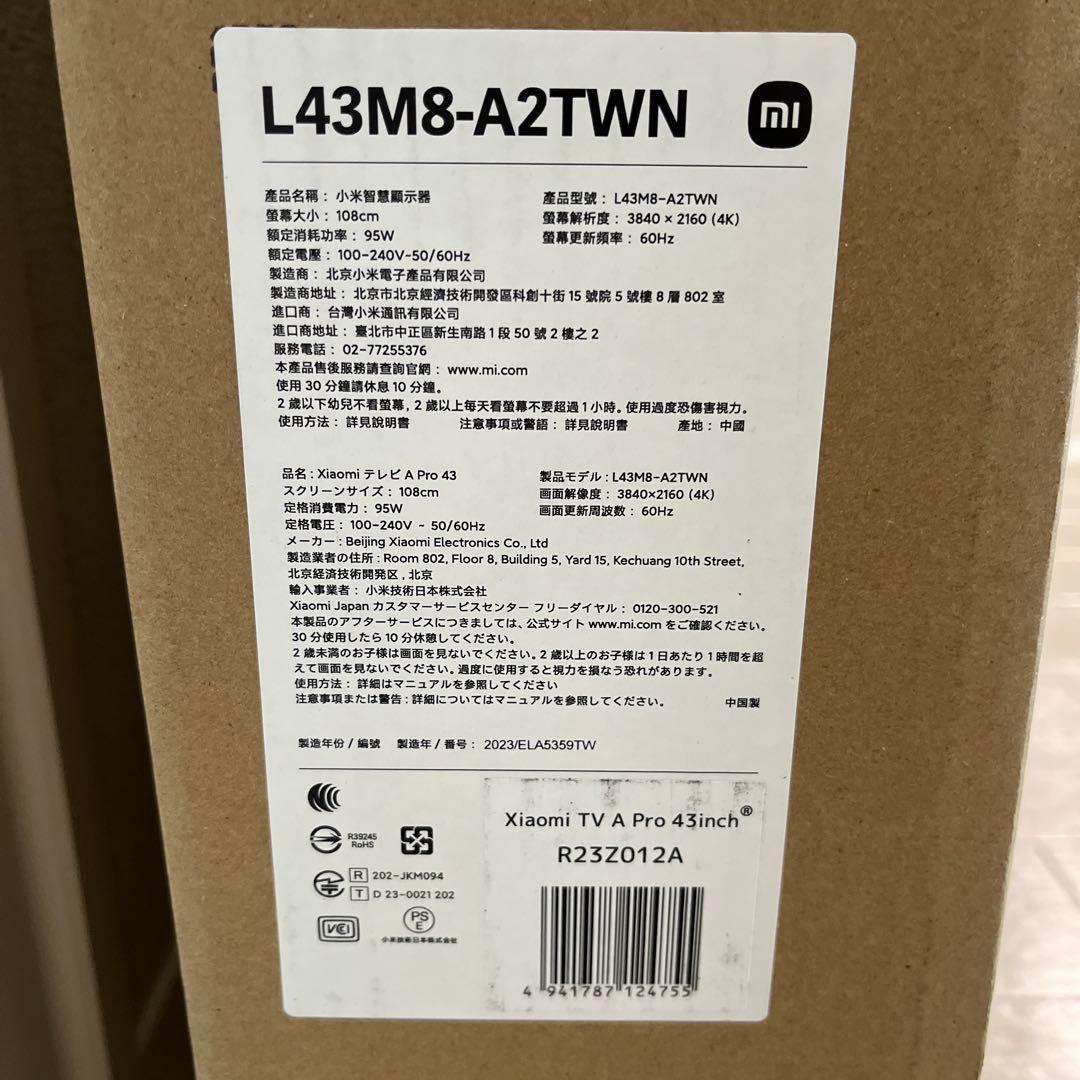 L43M8-A2TWN
mi
產品名稱：小米智慧顯示器 產品型號：L43M8-A2TWN
螢幕大小：108cm 螢幕解析度：3840 × 2160 (4K)
額定消耗功率：95W 螢幕更新頻率：60Hz
額定電壓：100-240V~50/60Hz
製造商：北京小米電子產品有限公司
製造商地址：北京市北京經濟技術開發區科創十街 15 號院 5 號樓 8 層 802 室
進口商：台灣小米通訊有限公司
進口商地址：臺北市中正區新生南路 1 段 50 號 2 樓之 2
服務電話：02-77255376
本產品售後服務請查詢官網：www.mi.com
使用 30 分鐘請休息 10 分鐘。
2 歲以下幼兒不看螢幕，2 歲以上每天看螢幕不要超過 1 小時。使用過度恐傷害視力。
使用方法：詳見說明書 注意事項或警語：詳見說明書 產地：中國
品名：Xiaomi テレビ A Pro 43 製品モデル：L43M8-A2TWN
スクリーンサイズ：108cm 画面解像度：3840×2160 (4K)
定格消費電力：95W 画面更新周波数：60Hz
定格電圧：100-240V ~ 50/60Hz
メーカー：Beijing Xiaomi Electronics Co., Ltd
製造業者の住所：Room 802, Floor 8, Building 5, Yard 15, Kechuang 10th Street,
北京経済技術開発区，北京
輸入事業者：小米技術日本株式会社
Xiaomi Japan カスタマーサービスセンター フリーダイヤル：0120-300-521
本製品のアフターサービスにつきましては、公式サイト www.mi.com をご確認ください。
30 分使用したら 10 分休憩してください。
2 歳未満のお子様は画面を見ないでください。2 歳以上のお子様は 1 日あたり 1 時間を超
えて画面を見ないでください。過度に使用すると視力を損なう恐れがあります。
使用方法：詳細はマニュアルを参照してください
注意事項または警告：詳細についてはマニュアルを参照してください。 中国製
製造年份 / 編號 製造年 / 番号：2023/ELA5359TW
R39245
RoHS
R 202-JKM094
T D 23-0021 202
VCCI
PS
E
小米技術日本株式会社
Xiaomi TV A Pro 43inch®
R23Z012A
4 941787 124755